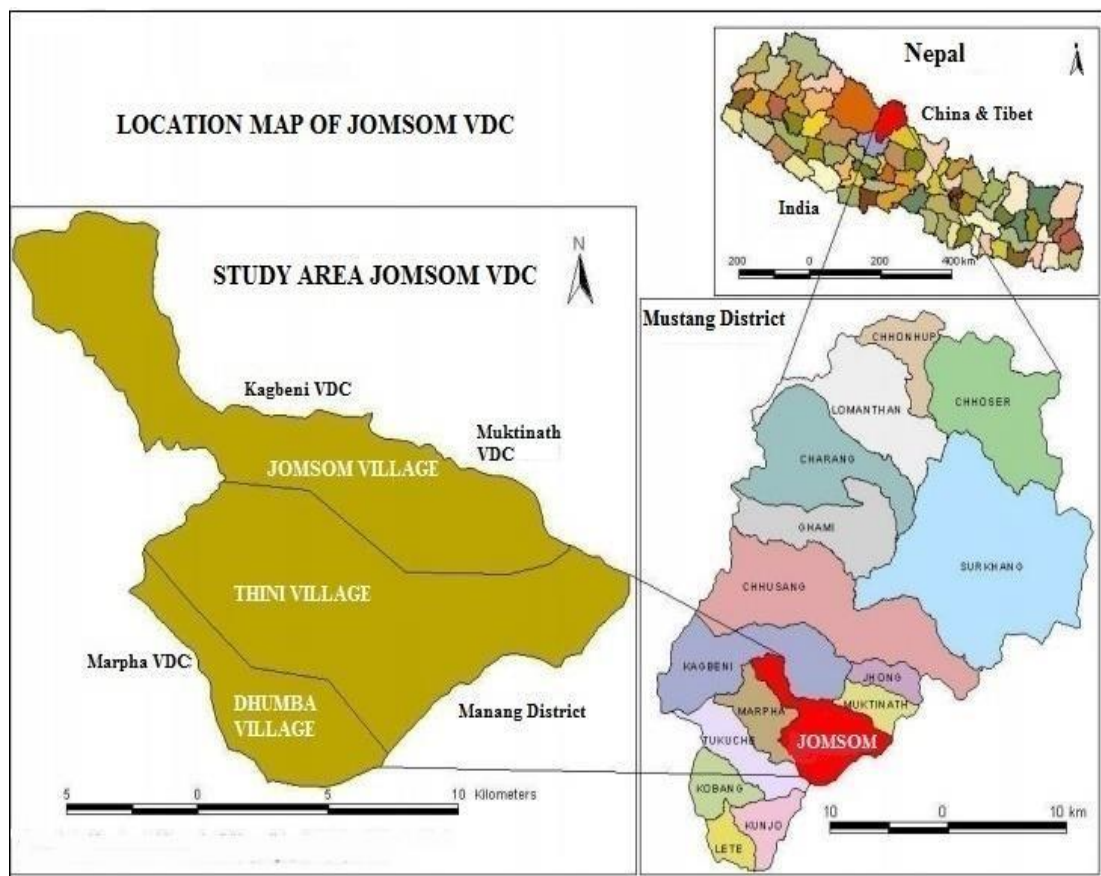 LOCATION MAP OF JOMSOM VDC
Nepal
China & Tibet
India
200 0 200 400 km
STUDY AREA JOMSOM VDC
N
Kagbeni VDC
Muktinath
VDC
JOMSOM VILLAGE
THINI VILLAGE
Marpha VDC
DHUMBA
VILLAGE
Manang District
5 0 5 10 Kilometers
Mustang District
CHHONHUP
LOMANTHAN
CHHOSER
CHARANG
GHAMI
SURKHANG
CHHUSANG
KAGBENI
JHONG
MUKTINATH
MARPHA
JOMSOM
TUKUCHE
KOBANG
KUNJO
LETE
10 0 10 km